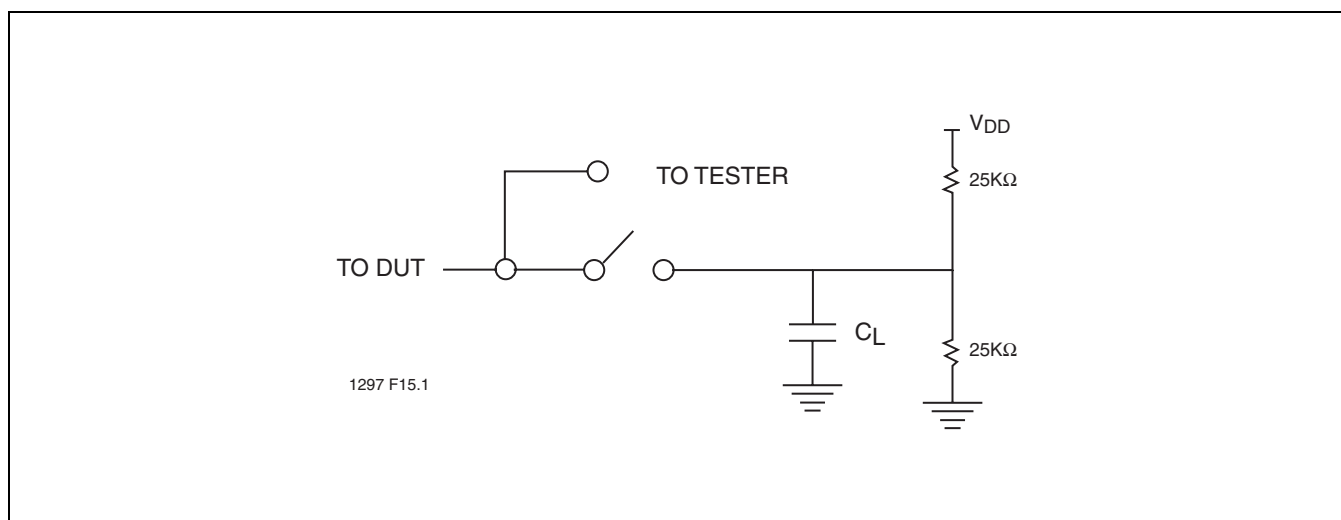 VDD
25KΩ
TO TESTER
TO DUT
CL
25KΩ
1297 F15.1